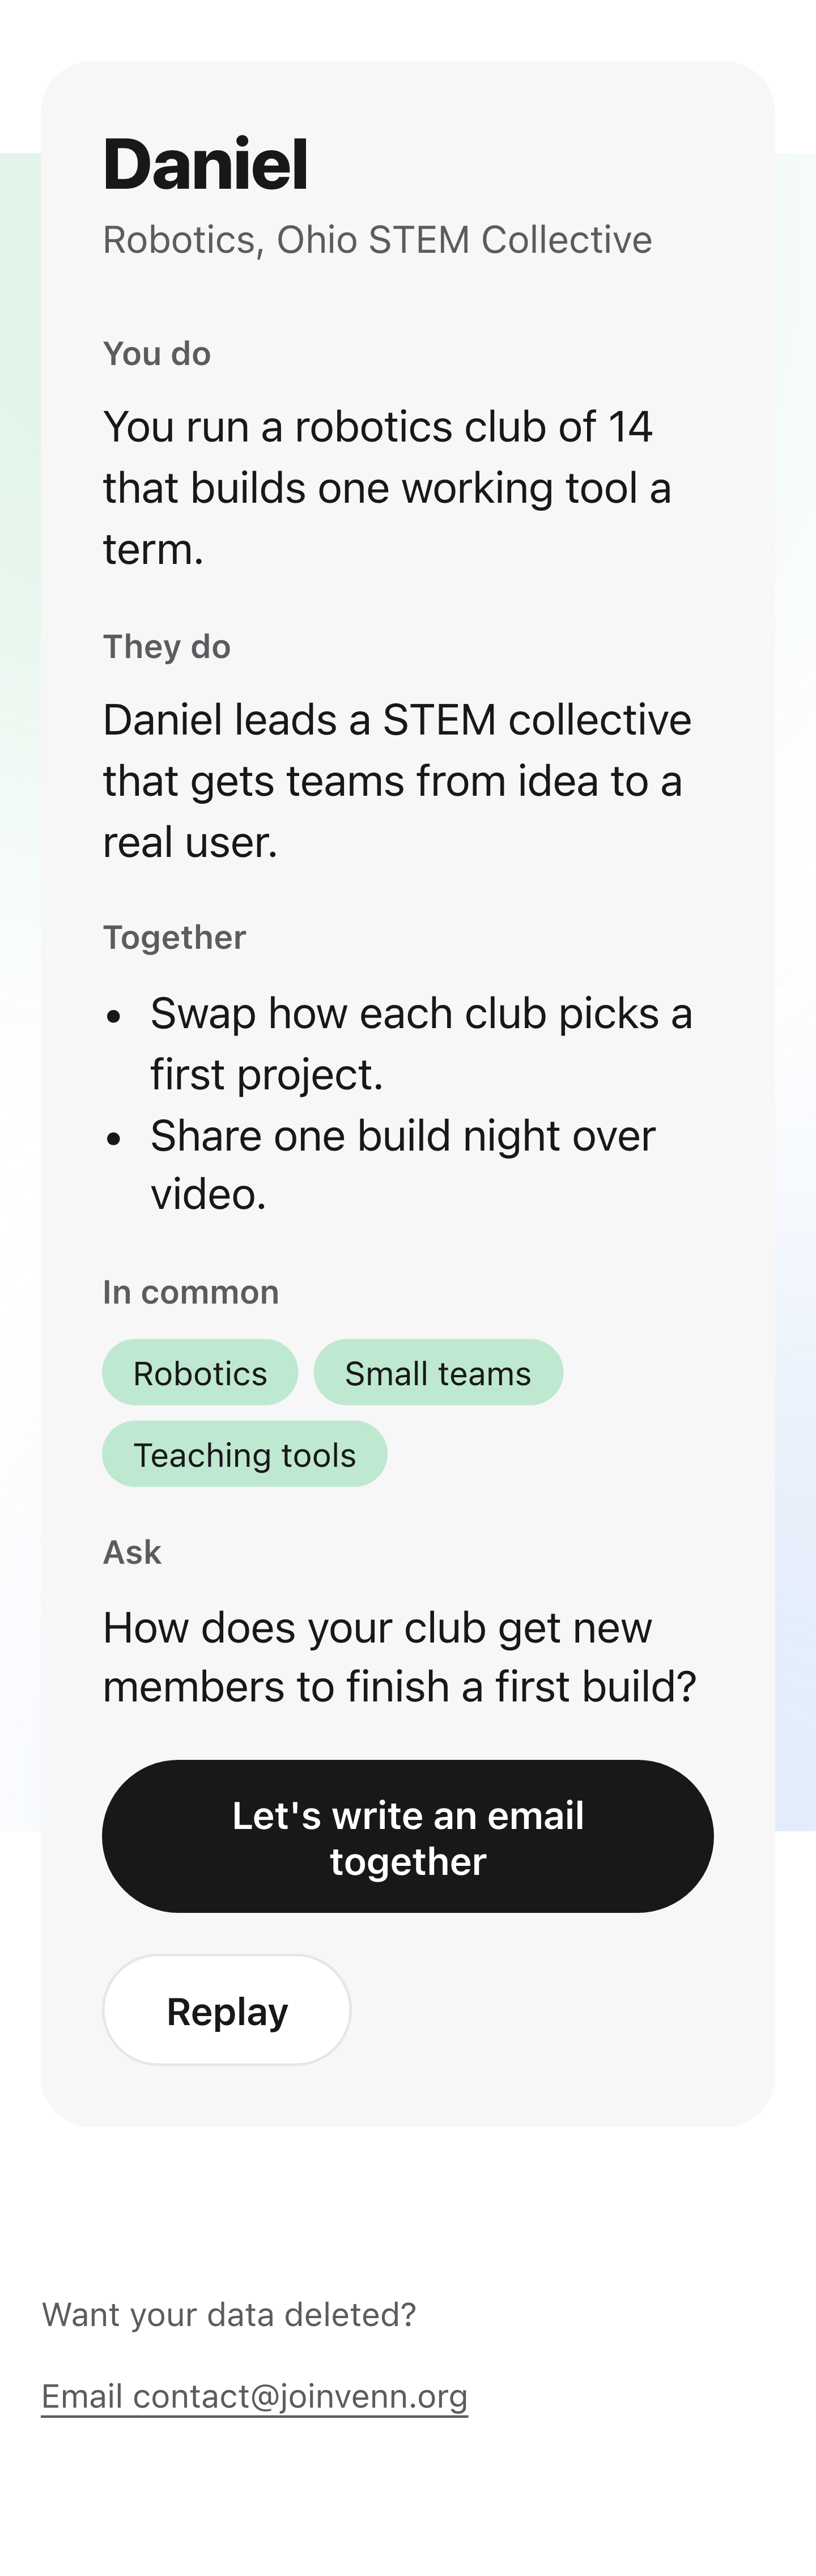 Daniel
Robotics, Ohio STEM Collective
You do
You run a robotics club of 14
that builds one working tool a
term.
They do
Daniel leads a STEM collective
that gets teams from idea to a
real user.
Together
• Swap how each club picks a
first project.
• Share one build night over
video.
In common
Robotics Small teams
Teaching tools
Ask
How does your club get new
members to finish a first build?
Let's write an email
together
Replay
Want your data deleted?
Email contact@joinvenn.org